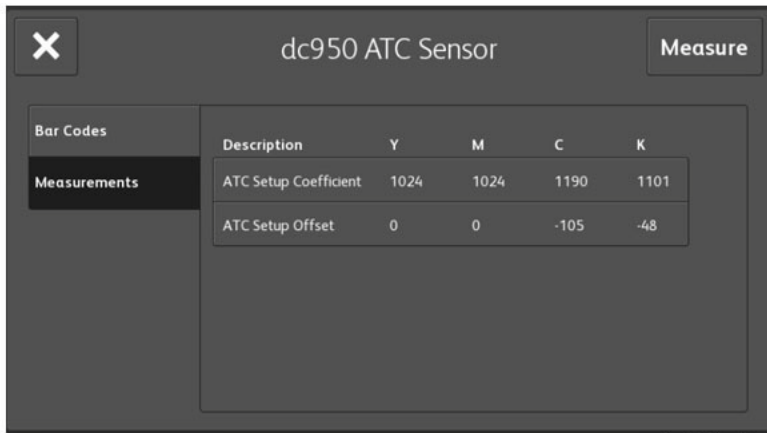 dc950 ATC Sensor
Measure
Bar Codes
Measurements
Description Y M C K
ATC Setup Coefficient 1024 1024 1190 1101
ATC Setup Offset 0 0 -105 -48